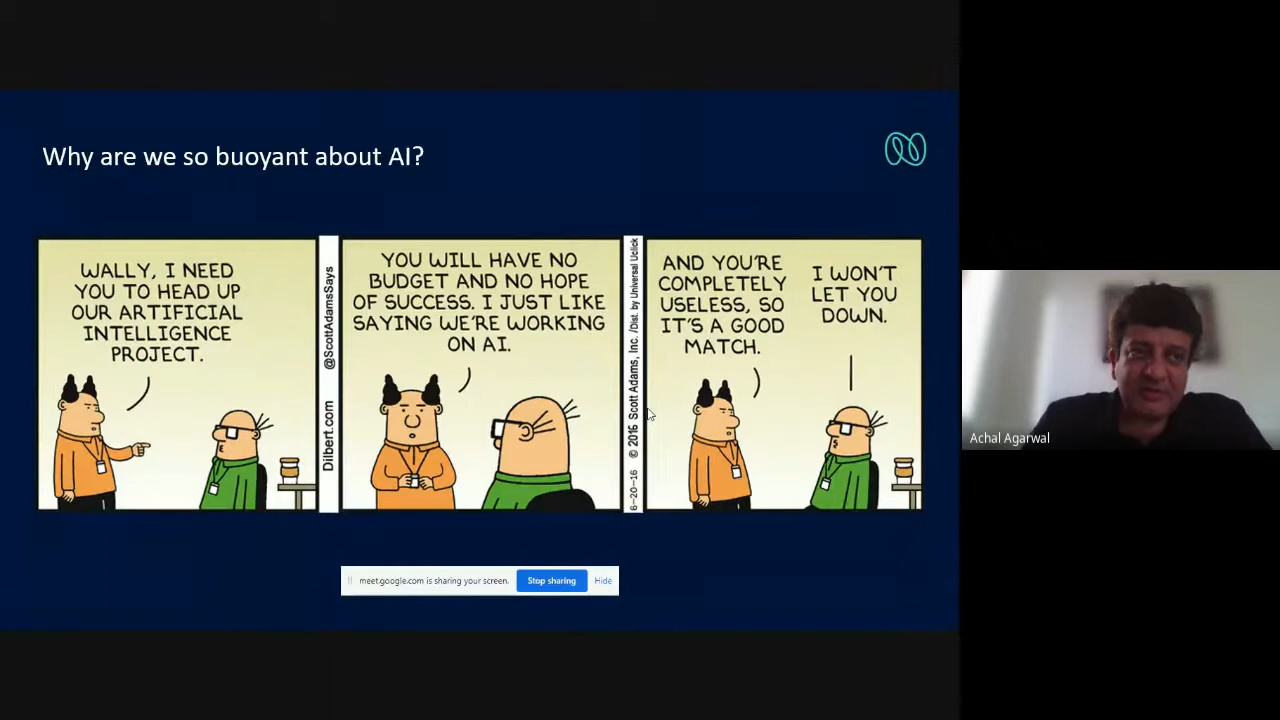 Why are we so buoyant about AI?
WALLY, I NEED
YOU TO HEAD UP
OUR ARTIFICIAL
INTELLIGENCE
PROJECT.
Dilbert.com @ScottAdamsSays
YOU WILL HAVE NO
BUDGET AND NO HOPE
OF SUCCESS. I JUST LIKE
SAYING WE'RE WORKING
ON AI.
6-20-16 © 2016 Scott Adams, Inc. /Dist. by Universal Uclick
AND YOU'RE
COMPLETELY
USELESS, SO
IT'S A GOOD
MATCH.
I WON'T
LET YOU
DOWN.
Achal Agarwal
meet.google.com is sharing your screen.
Stop sharing
Hide